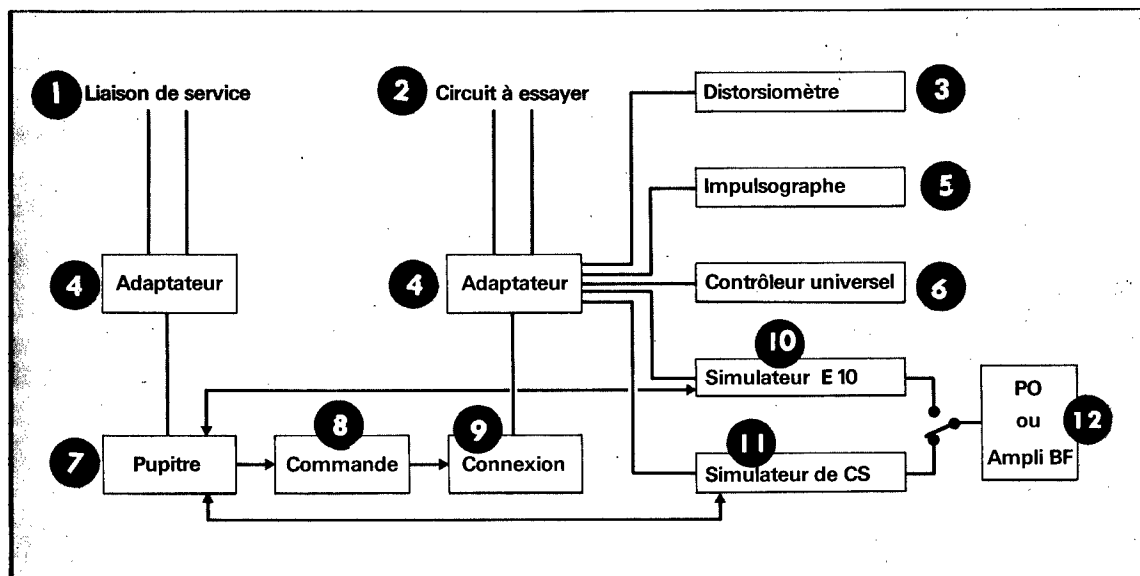 1 Liaison de service
2 Circuit à essayer
Distorsiomètre 3
Impulsographe 5
4 Adaptateur
4 Adaptateur
Contrôleur universel 6
10
Simulateur E 10
PO
ou
Ampli BF
12
7 Pupitre
8
Commande
9
Connexion
11
Simulateur de CS